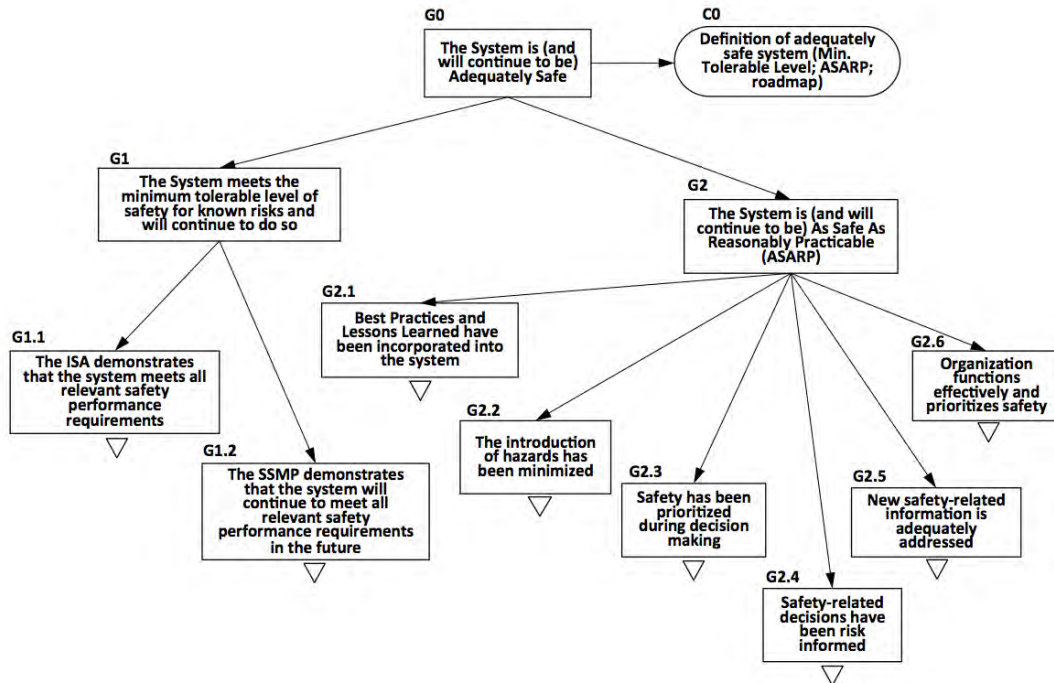 G0
The System is (and
will continue to be)
Adequately Safe
C0
Definition of adequately
safe system (Min.
Tolerable Level; ASARP;
roadmap)
G1
The System meets the
minimum tolerable level of
safety for known risks and
will continue to do so
G2
The System is (and will
continue to be) As Safe As
Reasonably Practicable
(ASARP)
G1.1
The ISA demonstrates
that the system meets all
relevant safety
performance
requirements
G1.2
The SSMP demonstrates
that the system will
continue to meet all
relevant safety
performance requirements
in the future
G2.1
Best Practices and
Lessons Learned have
been incorporated into
the system
G2.2
The introduction
of hazards has
been minimized
G2.3
Safety has been
prioritized during
decision
making
G2.4
Safety-related
decisions have
been risk
informed
G2.5
New safety-related
information is
adequately
addressed
G2.6
Organization
functions
effectively and
prioritizes safety